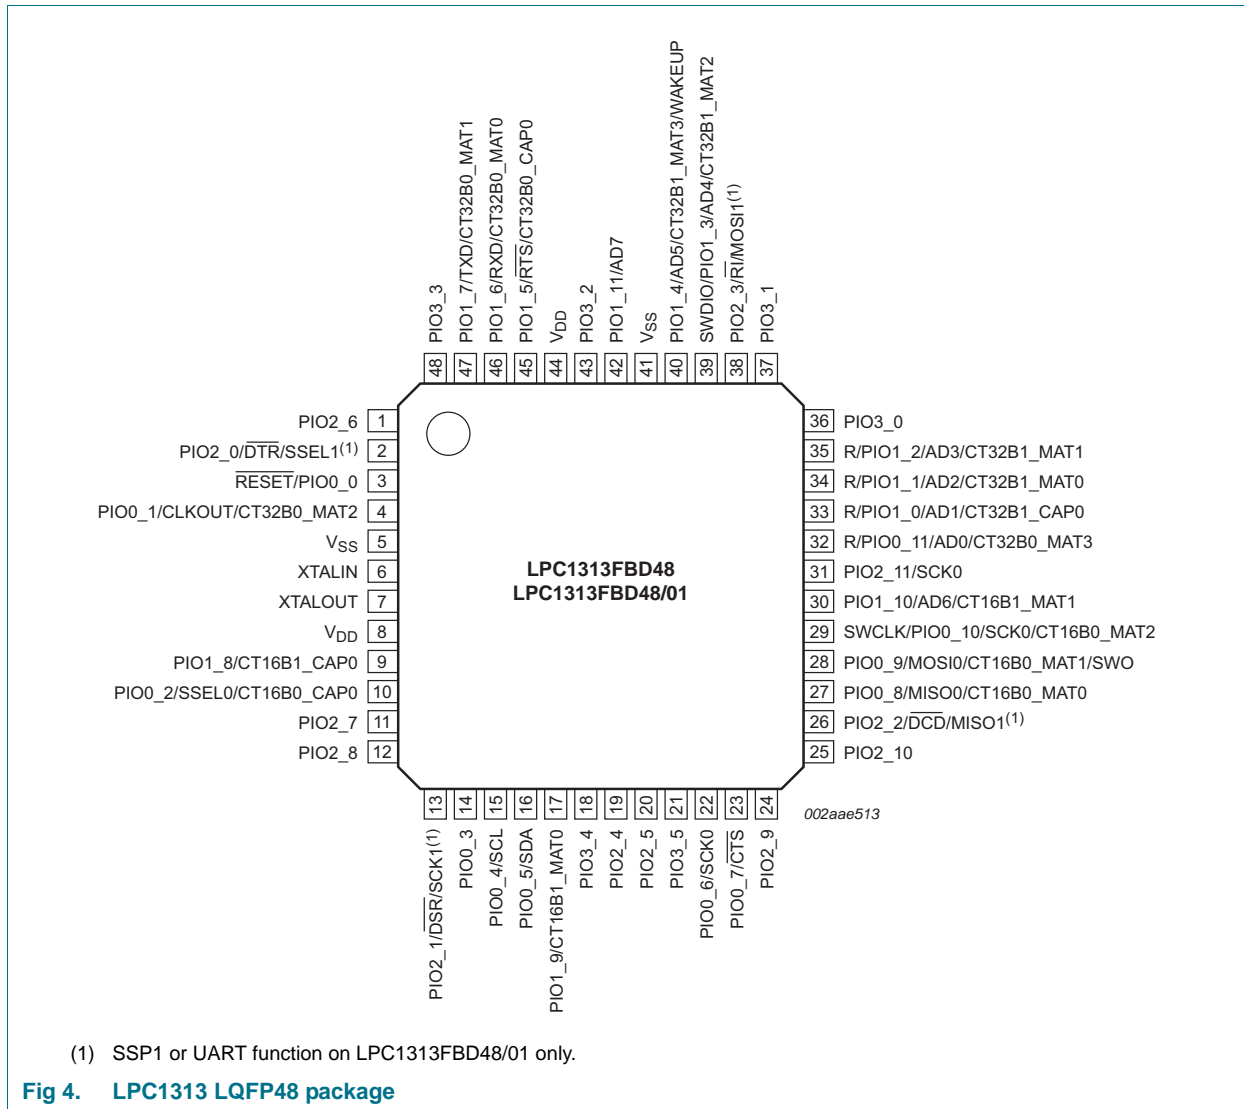 PIO3_3
PIO1_7/TXD/CT32B0_MAT1
PIO1_6/RXD/CT32B0_MAT0
PIO1_5/RTS/CT32B0_CAP0
VDD
PIO3_2
PIO1_11/AD7
VSS
PIO1_4/AD5/CT32B1_MAT3/WAKEUP
SWDIO/PIO1_3/AD4/CT32B1_MAT2
PIO2_3/RI/MOSI1(1)
PIO3_1
48 47 46 45 44 43 42 41 40 39 38 37
PIO2_6 1
PIO2_0/DTR/SSEL1(1) 2
RESET/PIO0_0 3
PIO0_1/CLKOUT/CT32B0_MAT2 4
VSS 5
XTALIN 6
XTALOUT 7
VDD 8
PIO1_8/CT16B1_CAP0 9
PIO0_2/SSEL0/CT16B0_CAP0 10
PIO2_7 11
PIO2_8 12
LPC1313FBD48
LPC1313FBD48/01
36 PIO3_0
35 R/PIO1_2/AD3/CT32B1_MAT1
34 R/PIO1_1/AD2/CT32B1_MAT0
33 R/PIO1_0/AD1/CT32B1_CAP0
32 R/PIO0_11/AD0/CT32B0_MAT3
31 PIO2_11/SCK0
30 PIO1_10/AD6/CT16B1_MAT1
29 SWCLK/PIO0_10/SCK0/CT16B0_MAT2
28 PIO0_9/MOSI0/CT16B0_MAT1/SWO
27 PIO0_8/MISO0/CT16B0_MAT0
26 PIO2_2/DCD/MISO1(1)
25 PIO2_10
13 14 15 16 17 18 19 20 21 22 23 24
PIO2_1/DSR/SCK1(1)
PIO0_3
PIO0_4/SCL
PIO0_5/SDA
PIO1_9/CT16B1_MAT0
PIO3_4
PIO2_4
PIO2_5
PIO3_5
PIO0_6/SCK0
PIO0_7/CTS
PIO2_9
002aae513
(1) SSP1 or UART function on LPC1313FBD48/01 only.
Fig 4. LPC1313 LQFP48 package